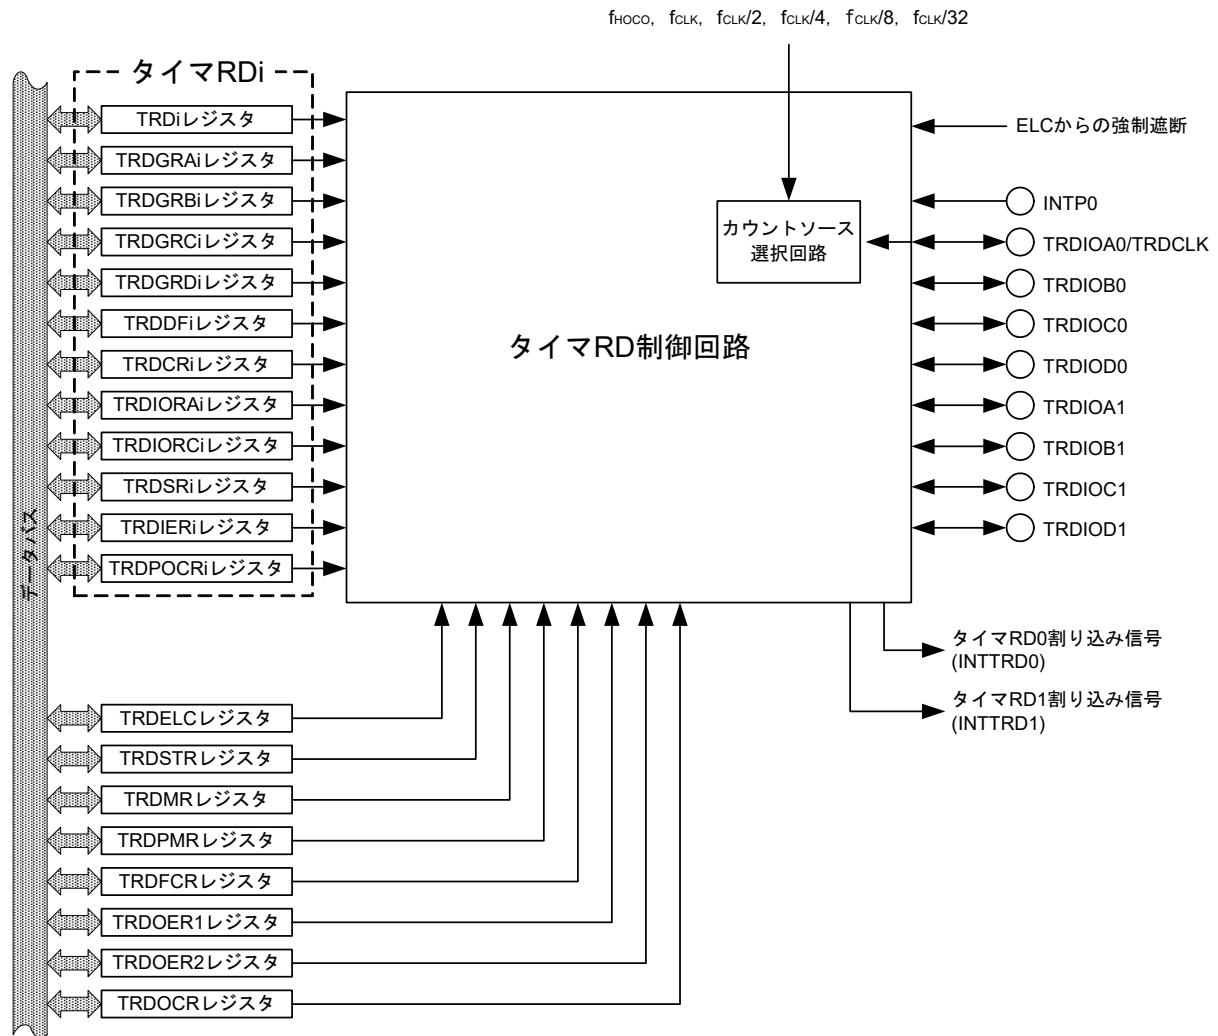 fHOCO, fCLK, fCLK/2, fCLK/4, fCLK/8, fCLK/32
タイマRDi
TRDiレジスタ
TRDGRAiレジスタ
TRDGRBiレジスタ
TRDGRCiレジスタ
TRDGRDiレジスタ
TRDDFiレジスタ
TRDCRiレジスタ
TRDIORAiレジスタ
TRDIORCiレジスタ
TRDSRiレジスタ
TRDIERiレジスタ
TRDPOCRiレジスタ
データバス
カウントソース
選択回路
タイマRD制御回路
ELCからの強制遮断
INTP0
TRDIOA0/TRDCLK
TRDIOB0
TRDIOC0
TRDIOD0
TRDIOA1
TRDIOB1
TRDIOC1
TRDIOD1
タイマRD0割り込み信号
(INTTRD0)
タイマRD1割り込み信号
(INTTRD1)
TRDELCレジスタ
TRDSTRレジスタ
TRDMRレジスタ
TRDPMRレジスタ
TRDFCRレジスタ
TRDOER1レジスタ
TRDOER2レジスタ
TRDOCRレジスタ